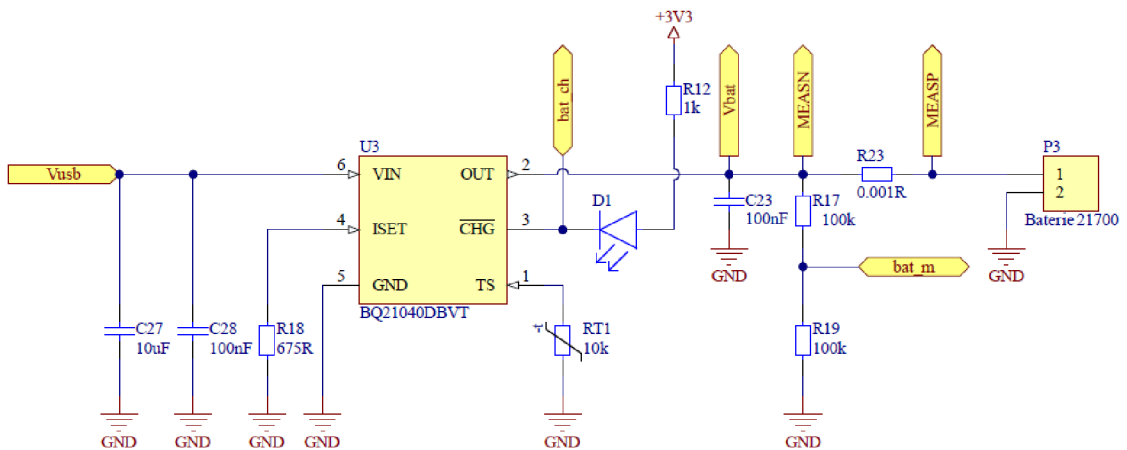 +3V3
R12
1k
bat_ch
Vbat
MEASN
MEASP
U3
P3
Vusb
6
VIN
OUT
2
R23
0.001R
1
2
Baterie 21700
4
ISET
CHG
3
D1
C23
100nF
R17
100k
GND
GND
bat_m
5
GND
TS
1
BQ21040DBVT
C27
10uF
C28
100nF
R18
675R
+t
RT1
10k
R19
100k
GND
GND
GND
GND
GND
GND